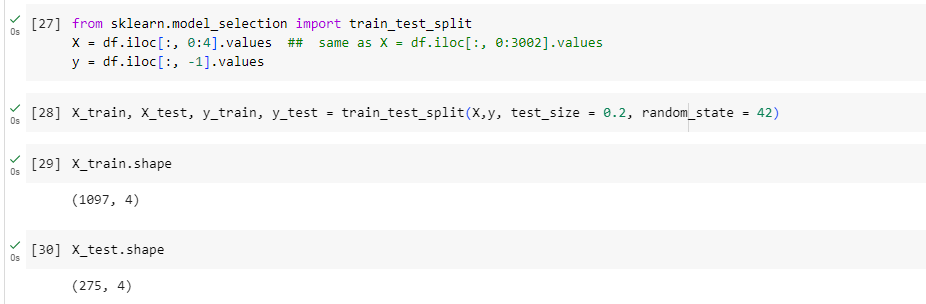 [27] from sklearn.model_selection import train_test_split
X = df.iloc[:, 0:4].values  ##  same as X = df.iloc[:, 0:3002].values
y = df.iloc[:, -1].values
0s
[28] X_train, X_test, y_train, y_test = train_test_split(X,y, test_size = 0.2, random_state = 42)
0s
[29] X_train.shape
0s
(1097, 4)
[30] X_test.shape
0s
(275, 4)